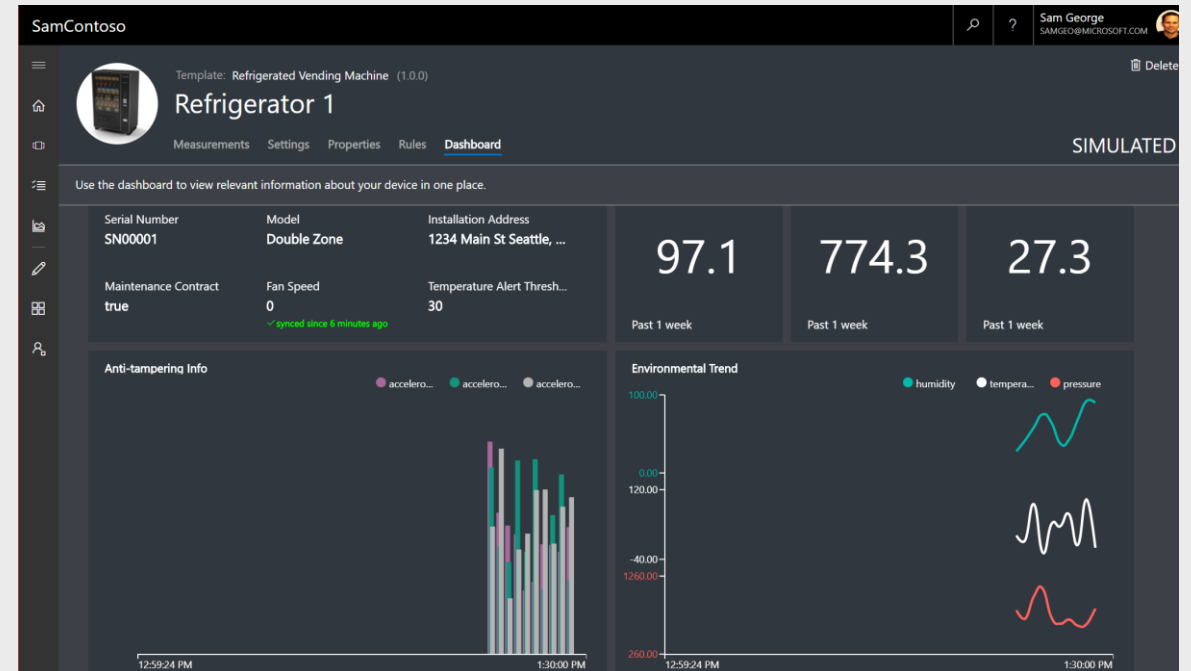 SamContoso
?
Sam George
SAMGEO@MICROSOFT.COM
Template: Refrigerated Vending Machine (1.0.0)
Delete
Refrigerator 1
Measurements Settings Properties Rules Dashboard
SIMULATED
Use the dashboard to view relevant information about your device in one place.
Serial Number Model Installation Address
SN00001 Double Zone 1234 Main St Seattle, ...
Maintenance Contract Fan Speed Temperature Alert Thresh...
true 0 30
synced since 6 minutes ago
97.1
Past 1 week
774.3
Past 1 week
27.3
Past 1 week
Anti-tampering Info
accelero... accelero... accelero...
12:59:24 PM 1:30:00 PM
Environmental Trend
humidity tempera... pressure
100.00
0.00
120.00
-40.00
1260.00
260.00
12:59:24 PM 1:30:00 PM